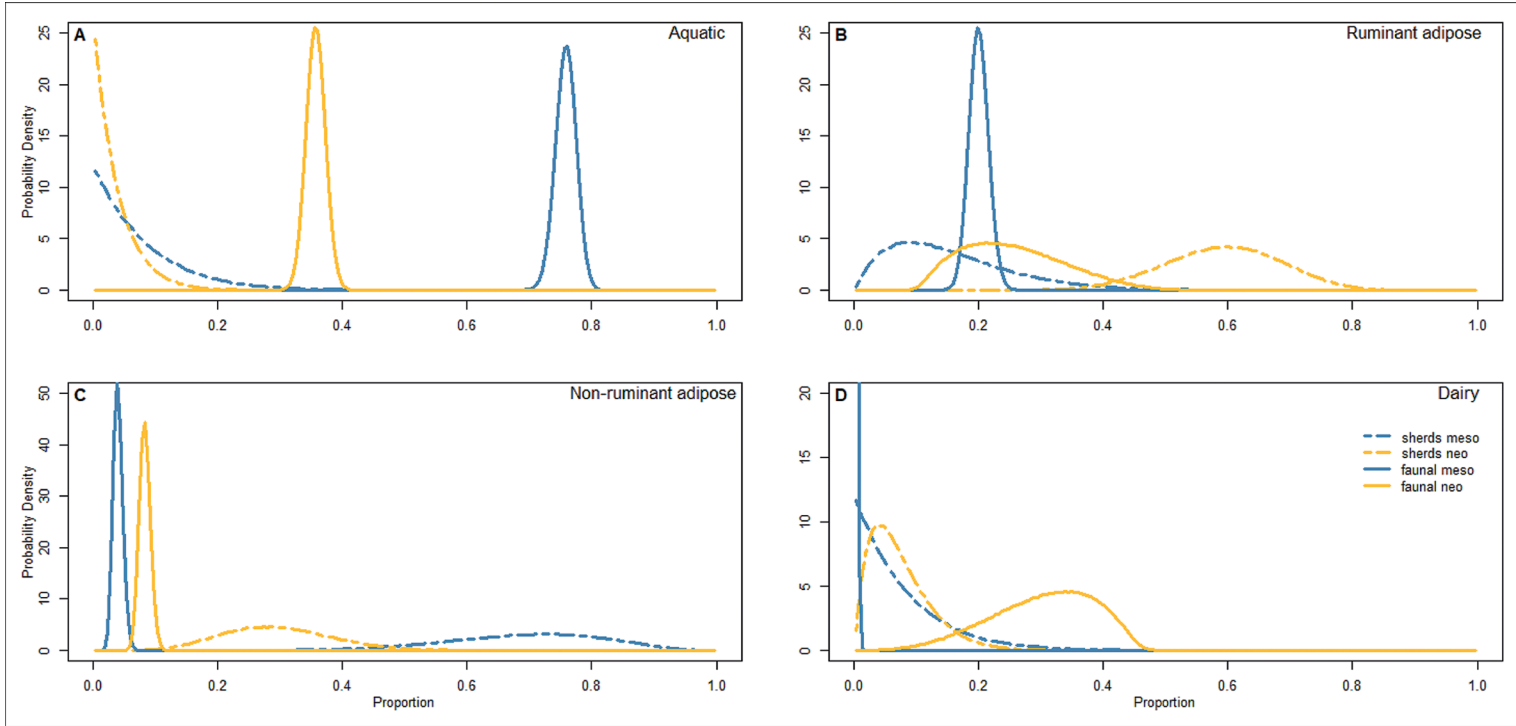 A
Aquatic
Probability Density
0 5 10 15 20 25
0.0 0.2 0.4 0.6 0.8 1.0
B
Ruminant adipose
0 5 10 15 20 25
0.0 0.2 0.4 0.6 0.8 1.0
C
Non-ruminant adipose
Probability Density
0 10 20 30 40 50
0.0 0.2 0.4 0.6 0.8 1.0
Proportion
D
Dairy
sherds meso
sherds neo
faunal meso
faunal neo
0 5 10 15 20
0.0 0.2 0.4 0.6 0.8 1.0
Proportion